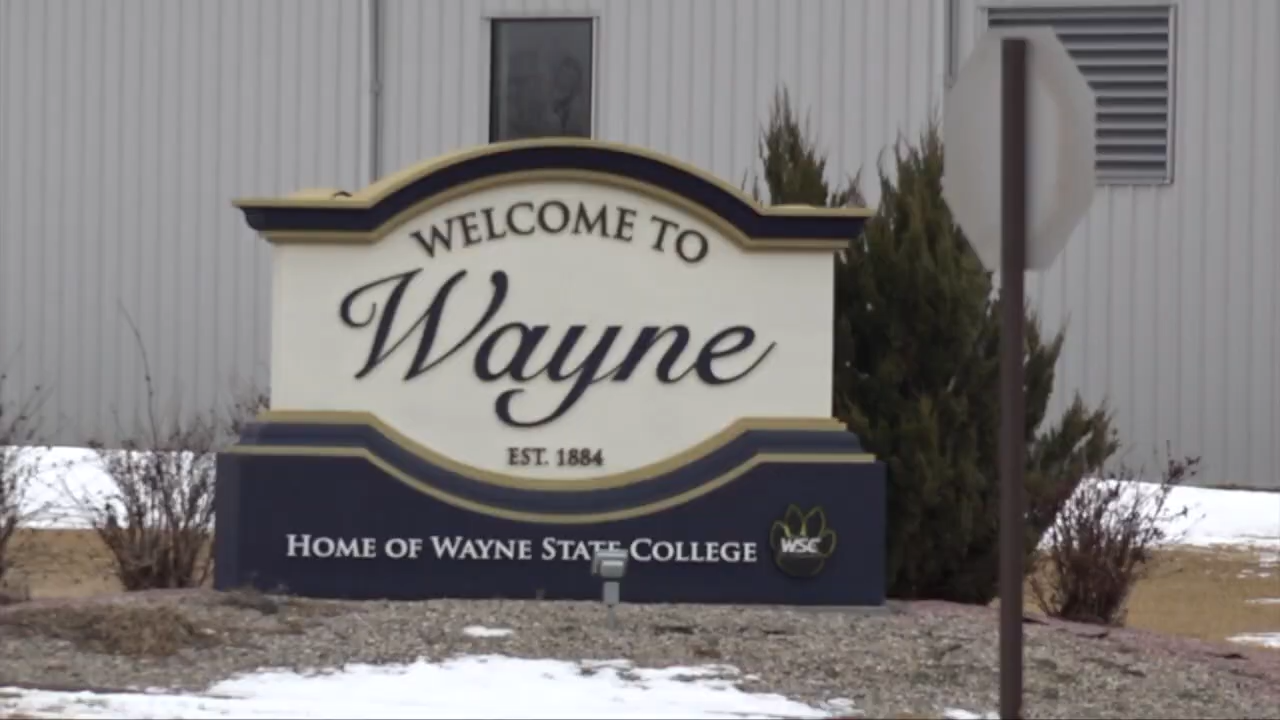 WELCOME TO
Wayne
EST. 1884
HOME OF WAYNE STATE COLLEGE
WSC